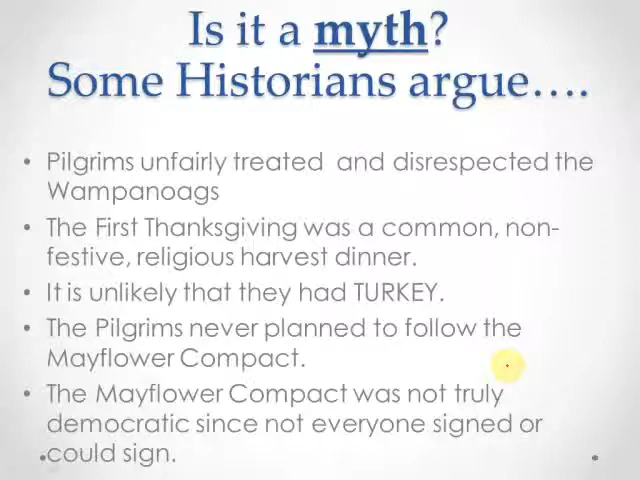 Is it a myth?
Some Historians argue….
• Pilgrims unfairly treated and disrespected the
Wampanoags
• The First Thanksgiving was a common, non-
festive, religious harvest dinner.
• It is unlikely that they had TURKEY.
• The Pilgrims never planned to follow the
Mayflower Compact.
• The Mayflower Compact was not truly
democratic since not everyone signed or
could sign.